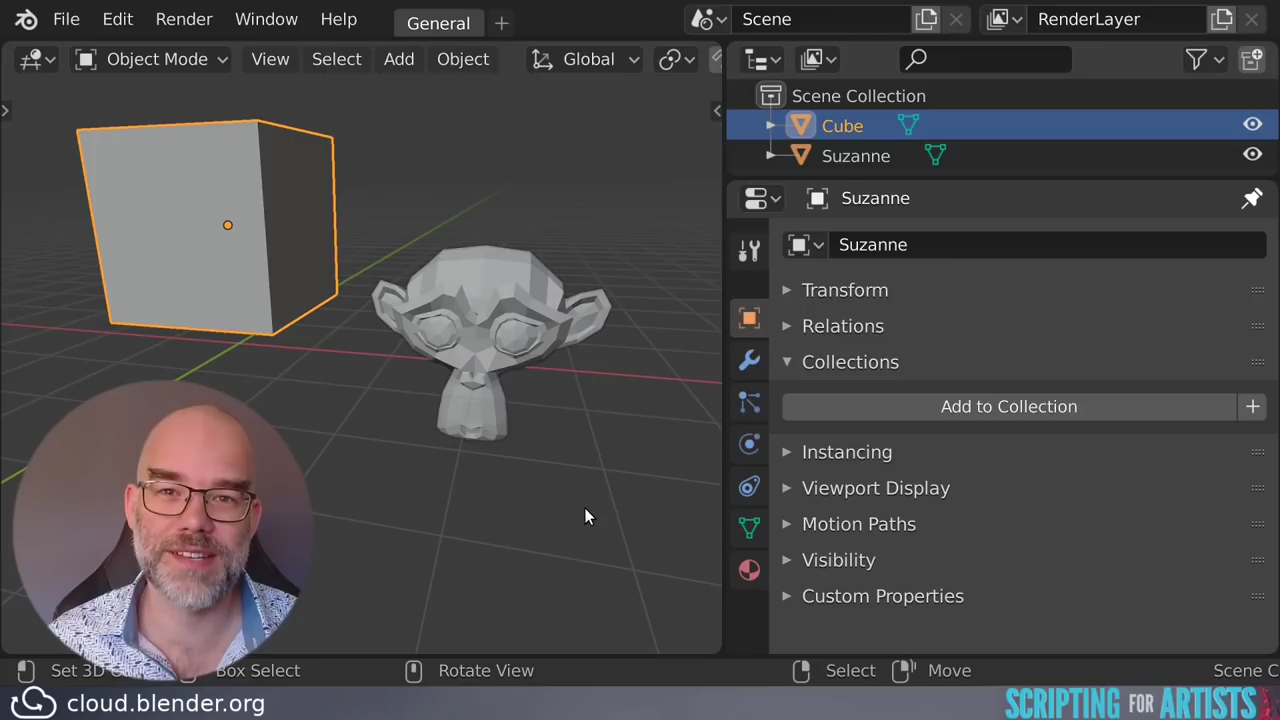 File Edit Render Window Help General Scene RenderLayer
Object Mode View Select Add Object Global
Scene Collection
Cube
Suzanne
Suzanne
Suzanne
Transform
Relations
Collections
Add to Collection
Instancing
Viewport Display
Motion Paths
Visibility
Custom Properties
Set 3D Box Select Rotate View Select Move Scene C
cloud.blender.org
SCRIPTING FOR ARTISTS